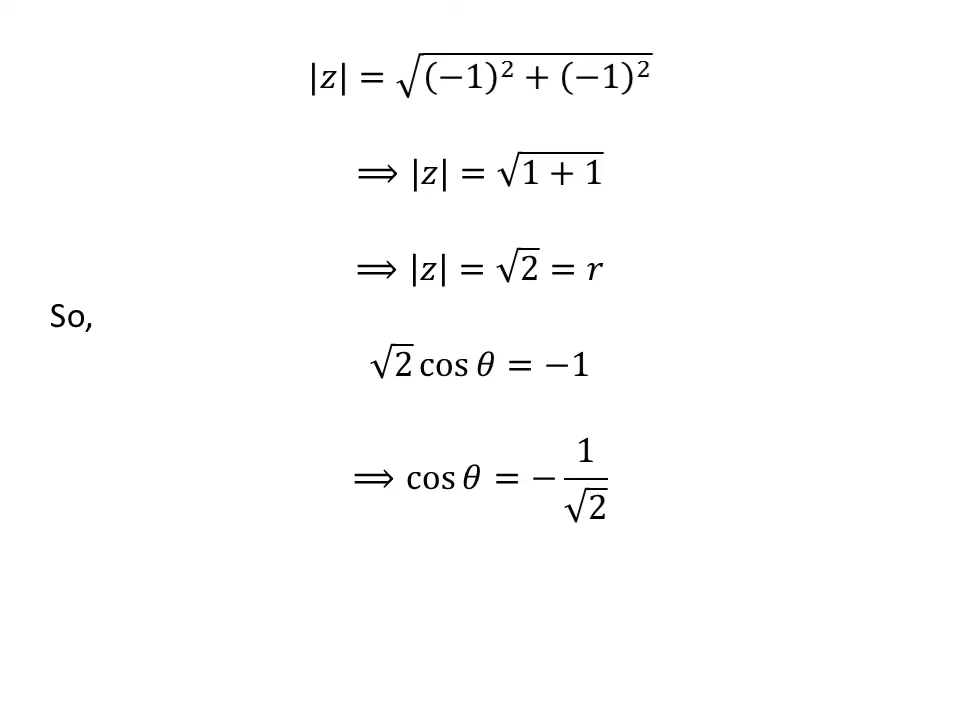 |z| = √((−1)² + (−1)²)
⟹ |z| = √(1 + 1)
⟹ |z| = √2 = r
So,
√2 cos θ = −1
⟹ cos θ = −1/√2